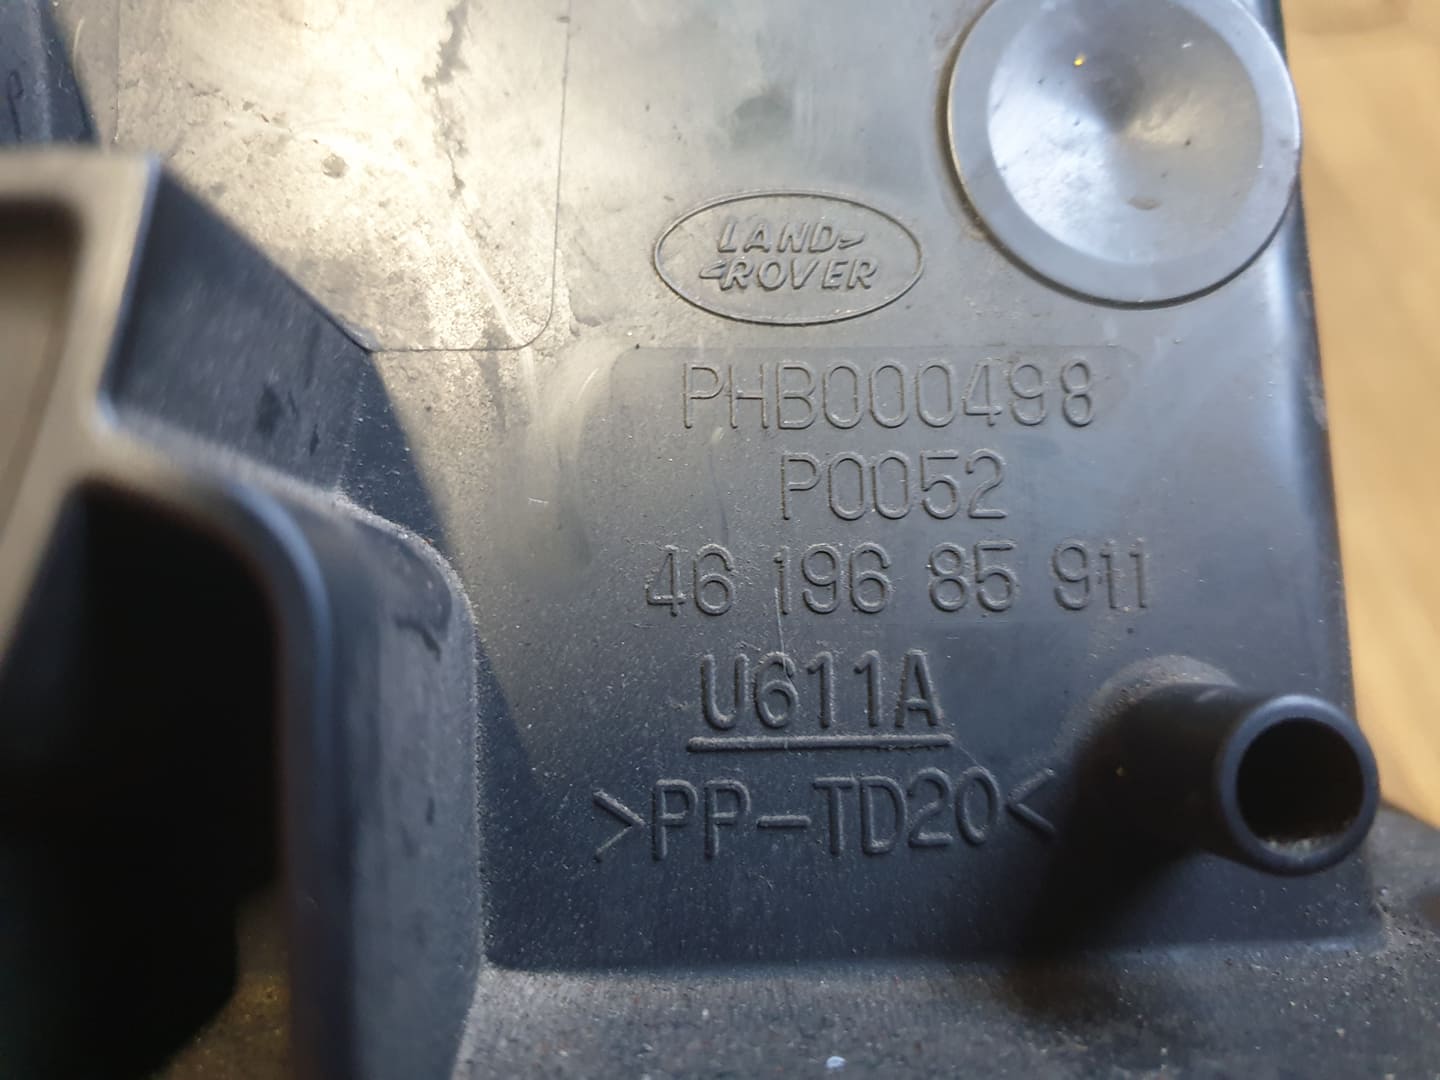 LAND
ROVER
PHB000498
P0052
46 196 85 911
U611A
>PP-TD20<